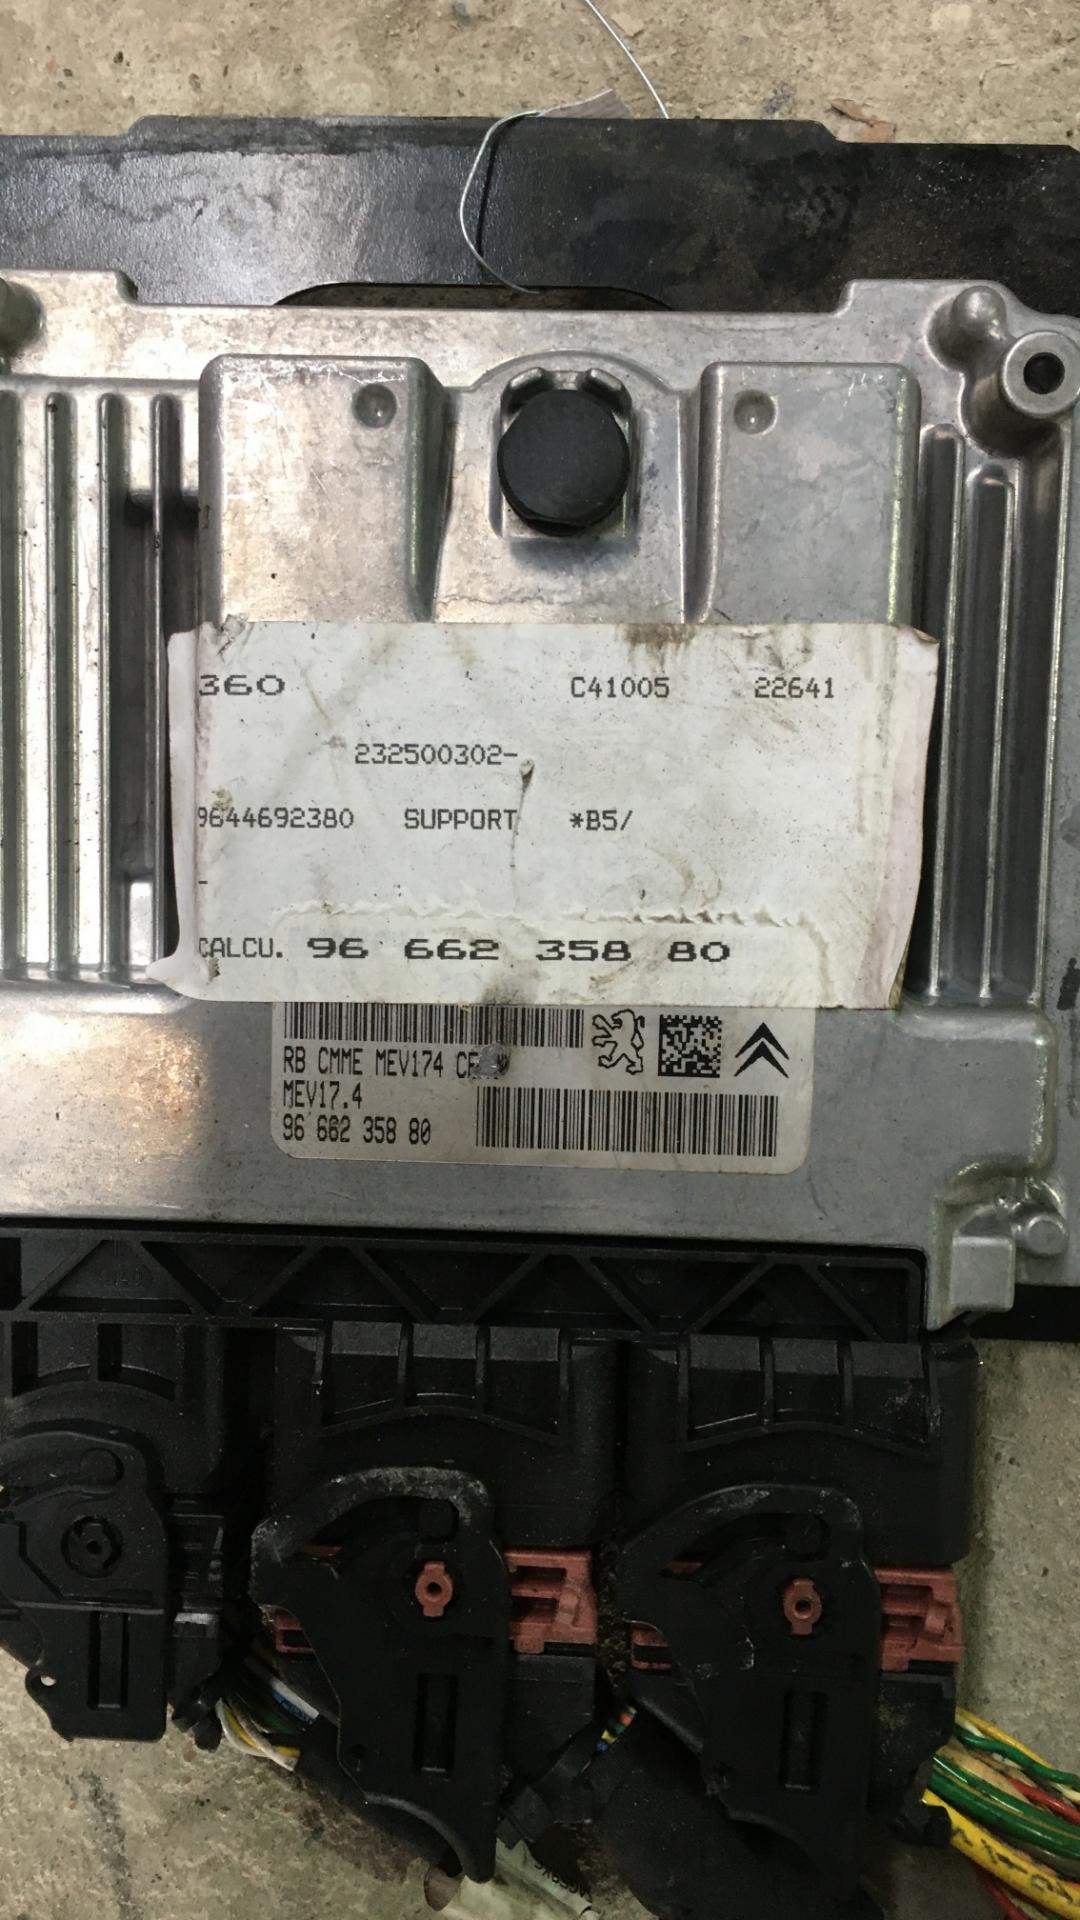 360 C41005 22641
232500302-
9644692380 SUPPORT *B5/
-
CALCU. 96 662 358 80
RB CMME MEV174
MEV17.4
96 662 358 80